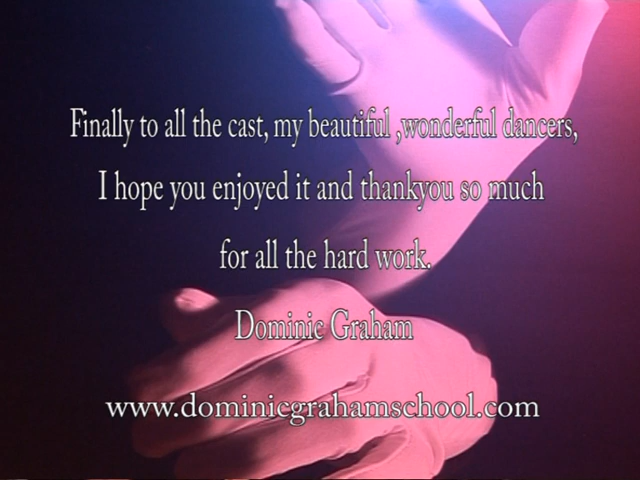 Finally to all the cast, my beautiful ,wonderful dancers,
I hope you enjoyed it and thankyou so much
for all the hard work.
Dominic Graham
www.dominicgrahamschool.com